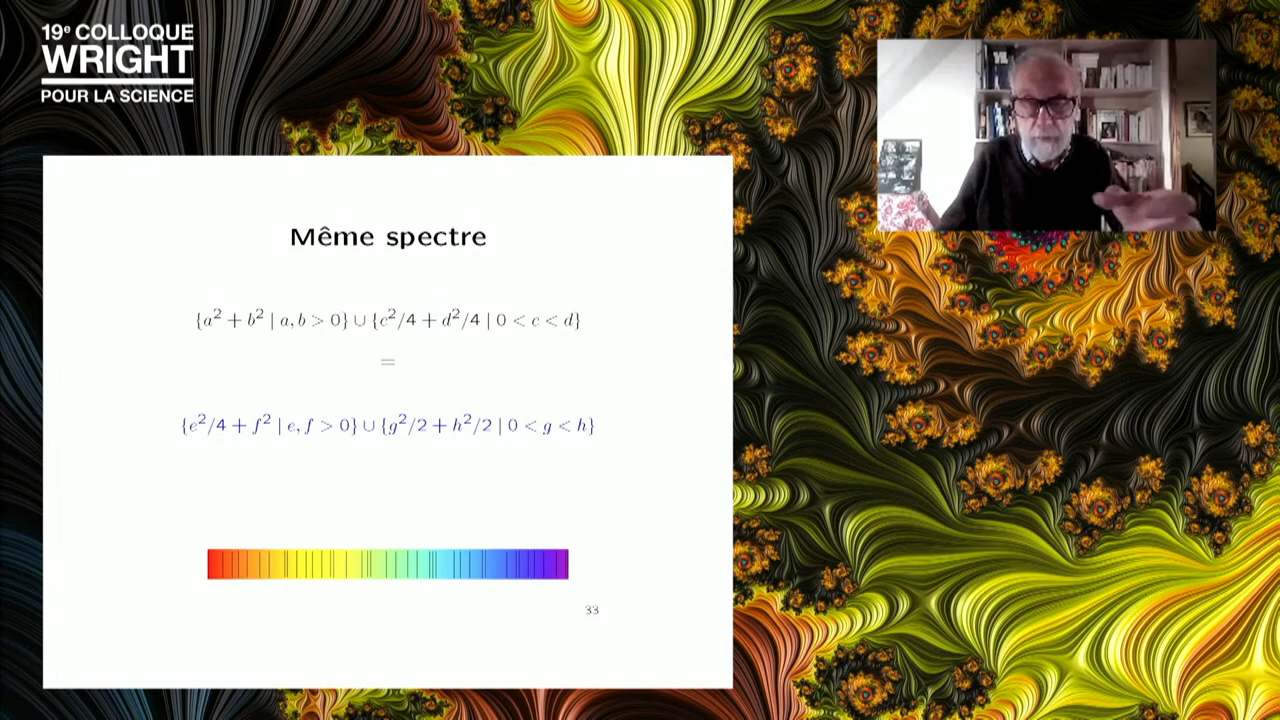 19e COLLOQUE
WRIGHT
POUR LA SCIENCE
Même spectre
{a² + b² | a, b > 0} ∪ {c²/4 + d²/4 | 0 < c < d}
=
{e²/4 + f² | e, f > 0} ∪ {g²/2 + h²/2 | 0 < g < h}
33